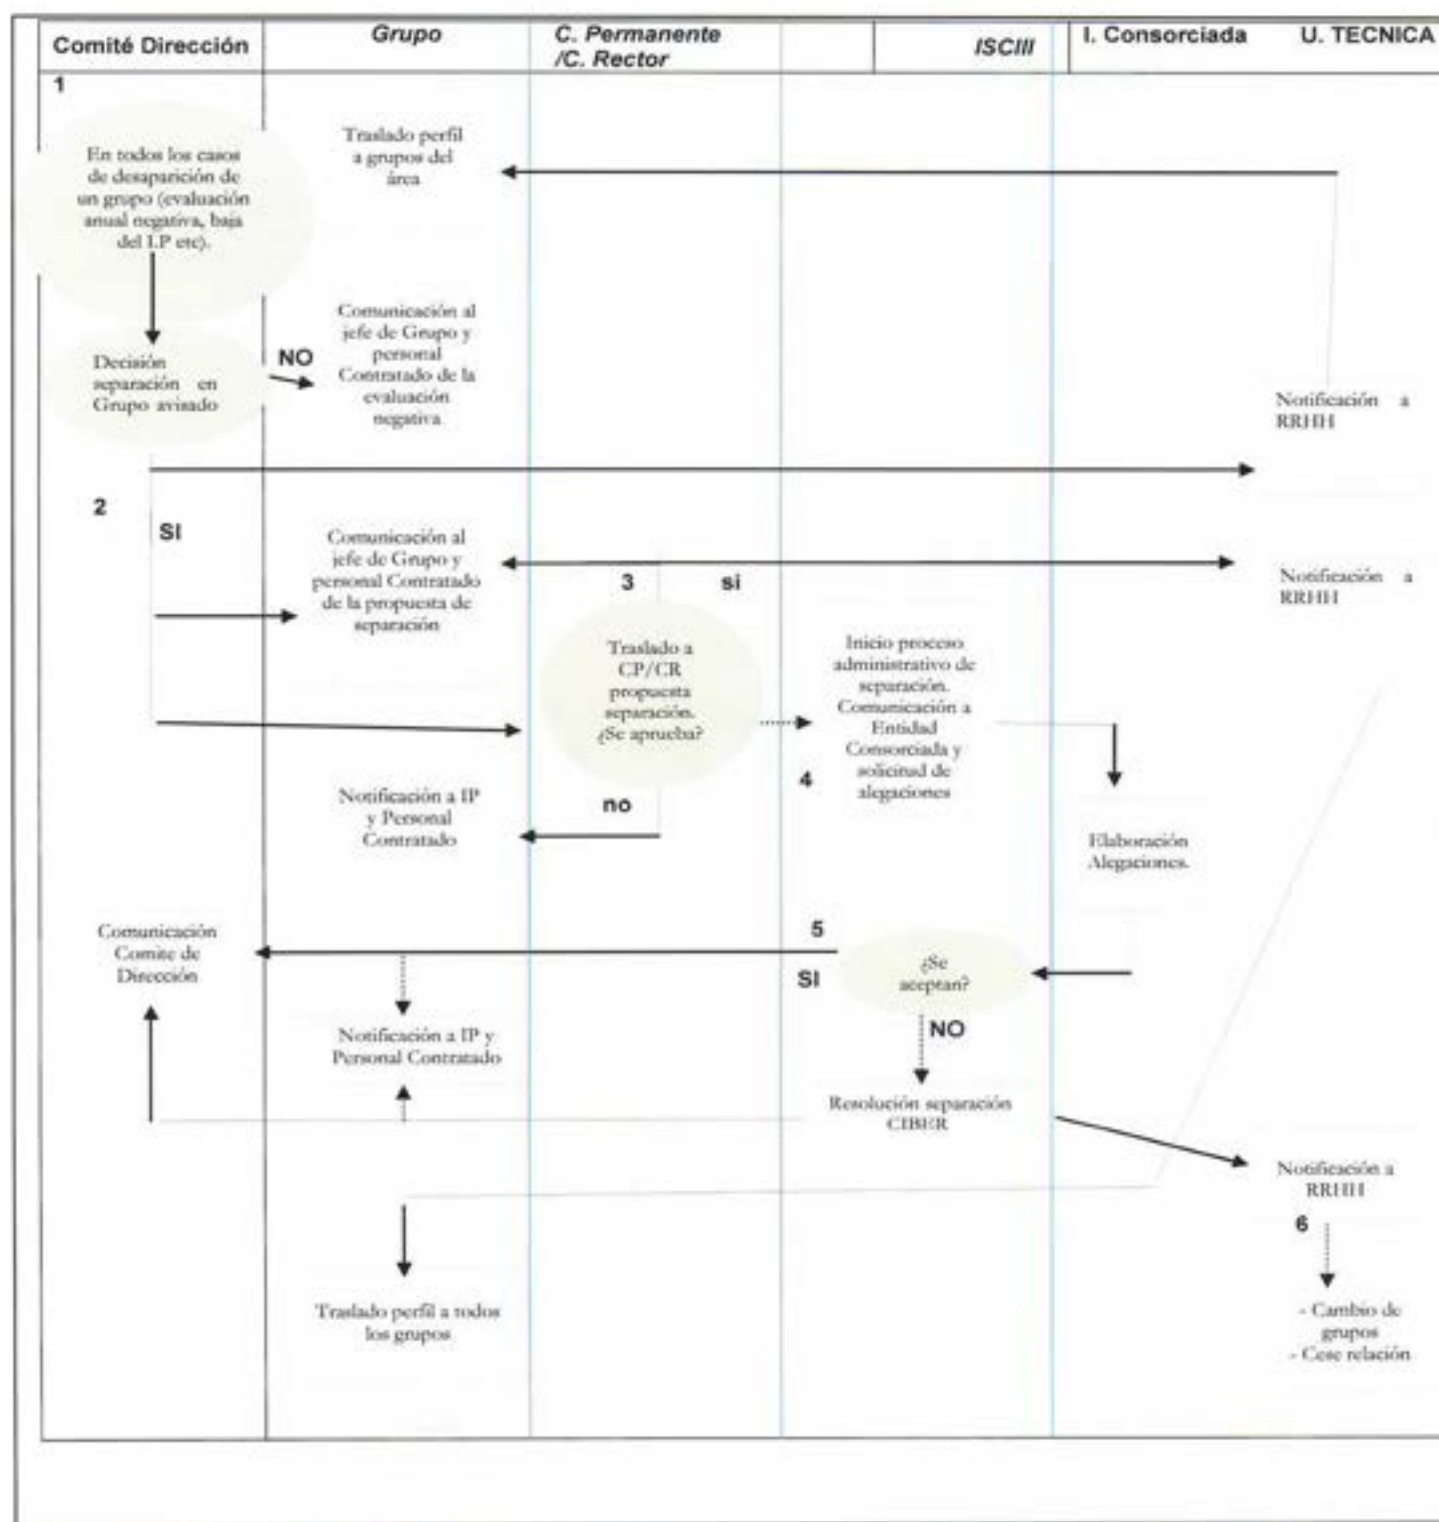 Comité Dirección
Grupo
C. Permanente
/C. Rector
ISCIII
I. Consorciada
U. TECNICA
1
En todos los casos
de desaparición de
un grupo (evaluación
anual negativa, baja
del I.P etc).
Traslado perfil
a grupos del
área
Decisión
separación en
Grupo avisado
NO
Comunicación al
jefe de Grupo y
personal
Contratado de la
evaluación
negativa
Notificación a
RRHH
2
SI
Comunicación al
jefe de Grupo y
personal Contratado
de la propuesta de
separación
3
si
Notificación a
RRHH
Traslado a
CP/CR
propuesta
separación.
¿Se aprueba?
Inicio proceso
administrativo de
separación.
Comunicación a
Entidad
Consorciada y
solicitud de
alegaciones
4
no
Notificación a IP
y Personal
Contratado
Elaboración
Alegaciones.
Comunicación
Comite de
Dirección
5
SI
¿Se
aceptan?
NO
Notificación a IP y
Personal Contratado
Resolución separación
CIBER
Notificación a
RRHH
6
Traslado perfil a todos
los grupos
- Cambio de
grupos
- Cese relación